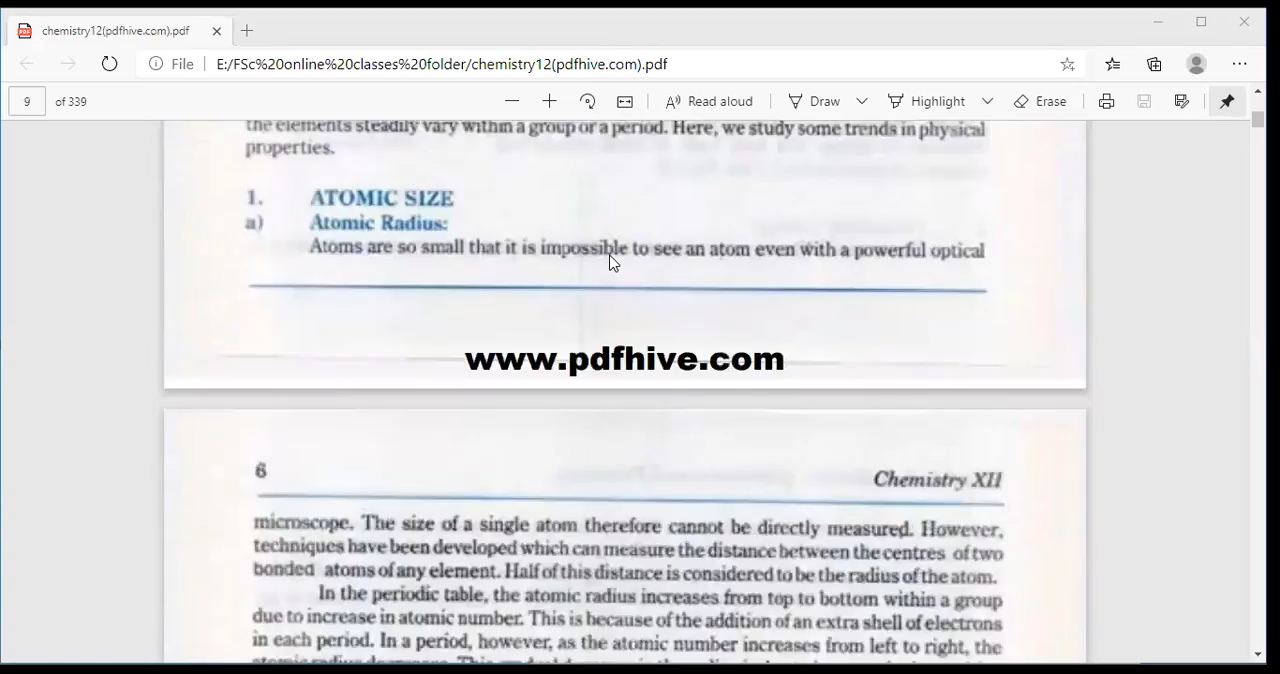 chemistry12(pdfhive.com).pdf
File
E:/FSc%20online%20classes%20folder/chemistry12(pdfhive.com).pdf
9 of 339
Read aloud
Draw
Highlight
Erase
the elements steadily vary within a group or a period. Here, we study some trends in physical
properties.
1. ATOMIC SIZE
a) Atomic Radius:
Atoms are so small that it is impossible to see an atom even with a powerful optical
www.pdfhive.com
6 Chemistry XII
microscope. The size of a single atom therefore cannot be directly measured. However,
techniques have been developed which can measure the distance between the centres of two
bonded atoms of any element. Half of this distance is considered to be the radius of the atom.
In the periodic table, the atomic radius increases from top to bottom within a group
due to increase in atomic number. This is because of the addition of an extra shell of electrons
in each period. In a period, however, as the atomic number increases from left to right, the